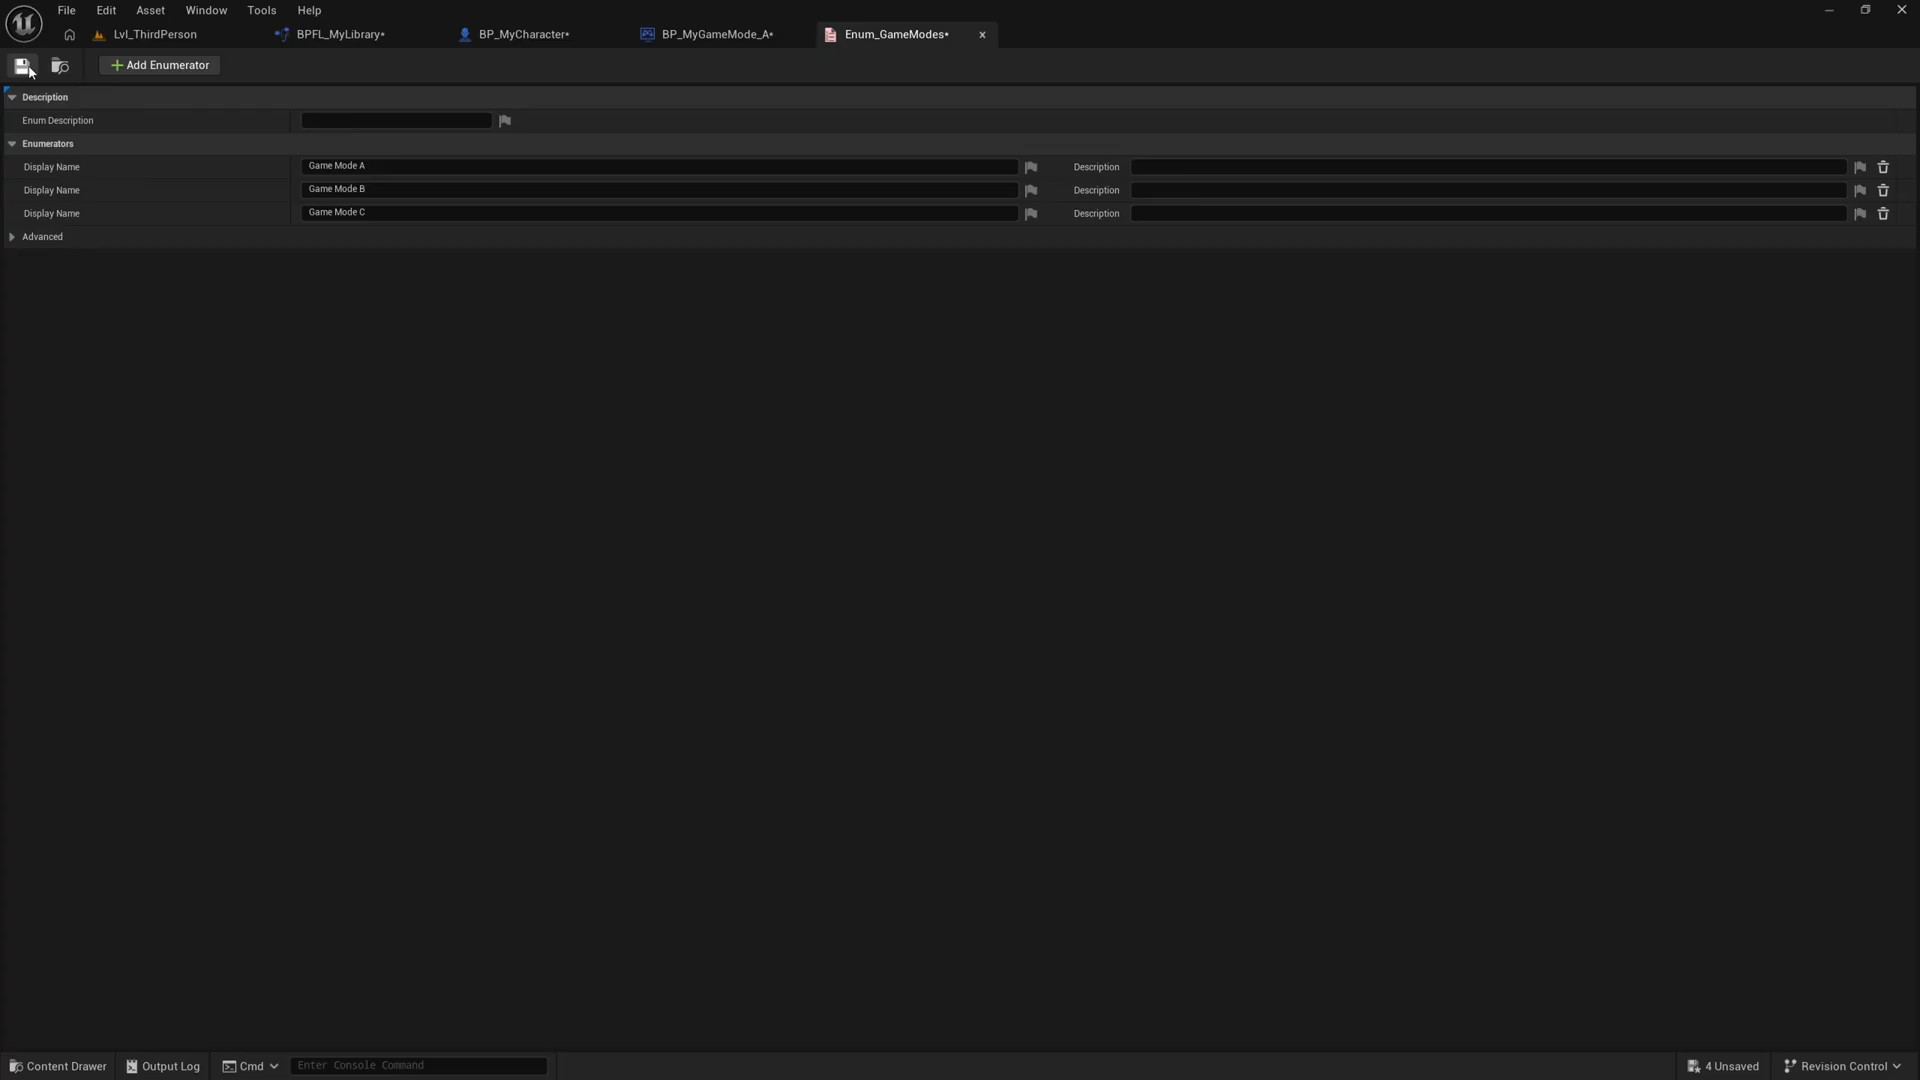 File Edit Asset Window Tools Help
Lvl_ThirdPerson BPFL_MyLibrary* BP_MyCharacter* BP_MyGameMode_A* Enum_GameModes*
Add Enumerator
Description
Enum Description
Enumerators
Display Name Game Mode A Description
Display Name Game Mode B Description
Display Name Game Mode C Description
Advanced
Content Drawer Output Log Cmd Enter Console Command 4 Unsaved Revision Control